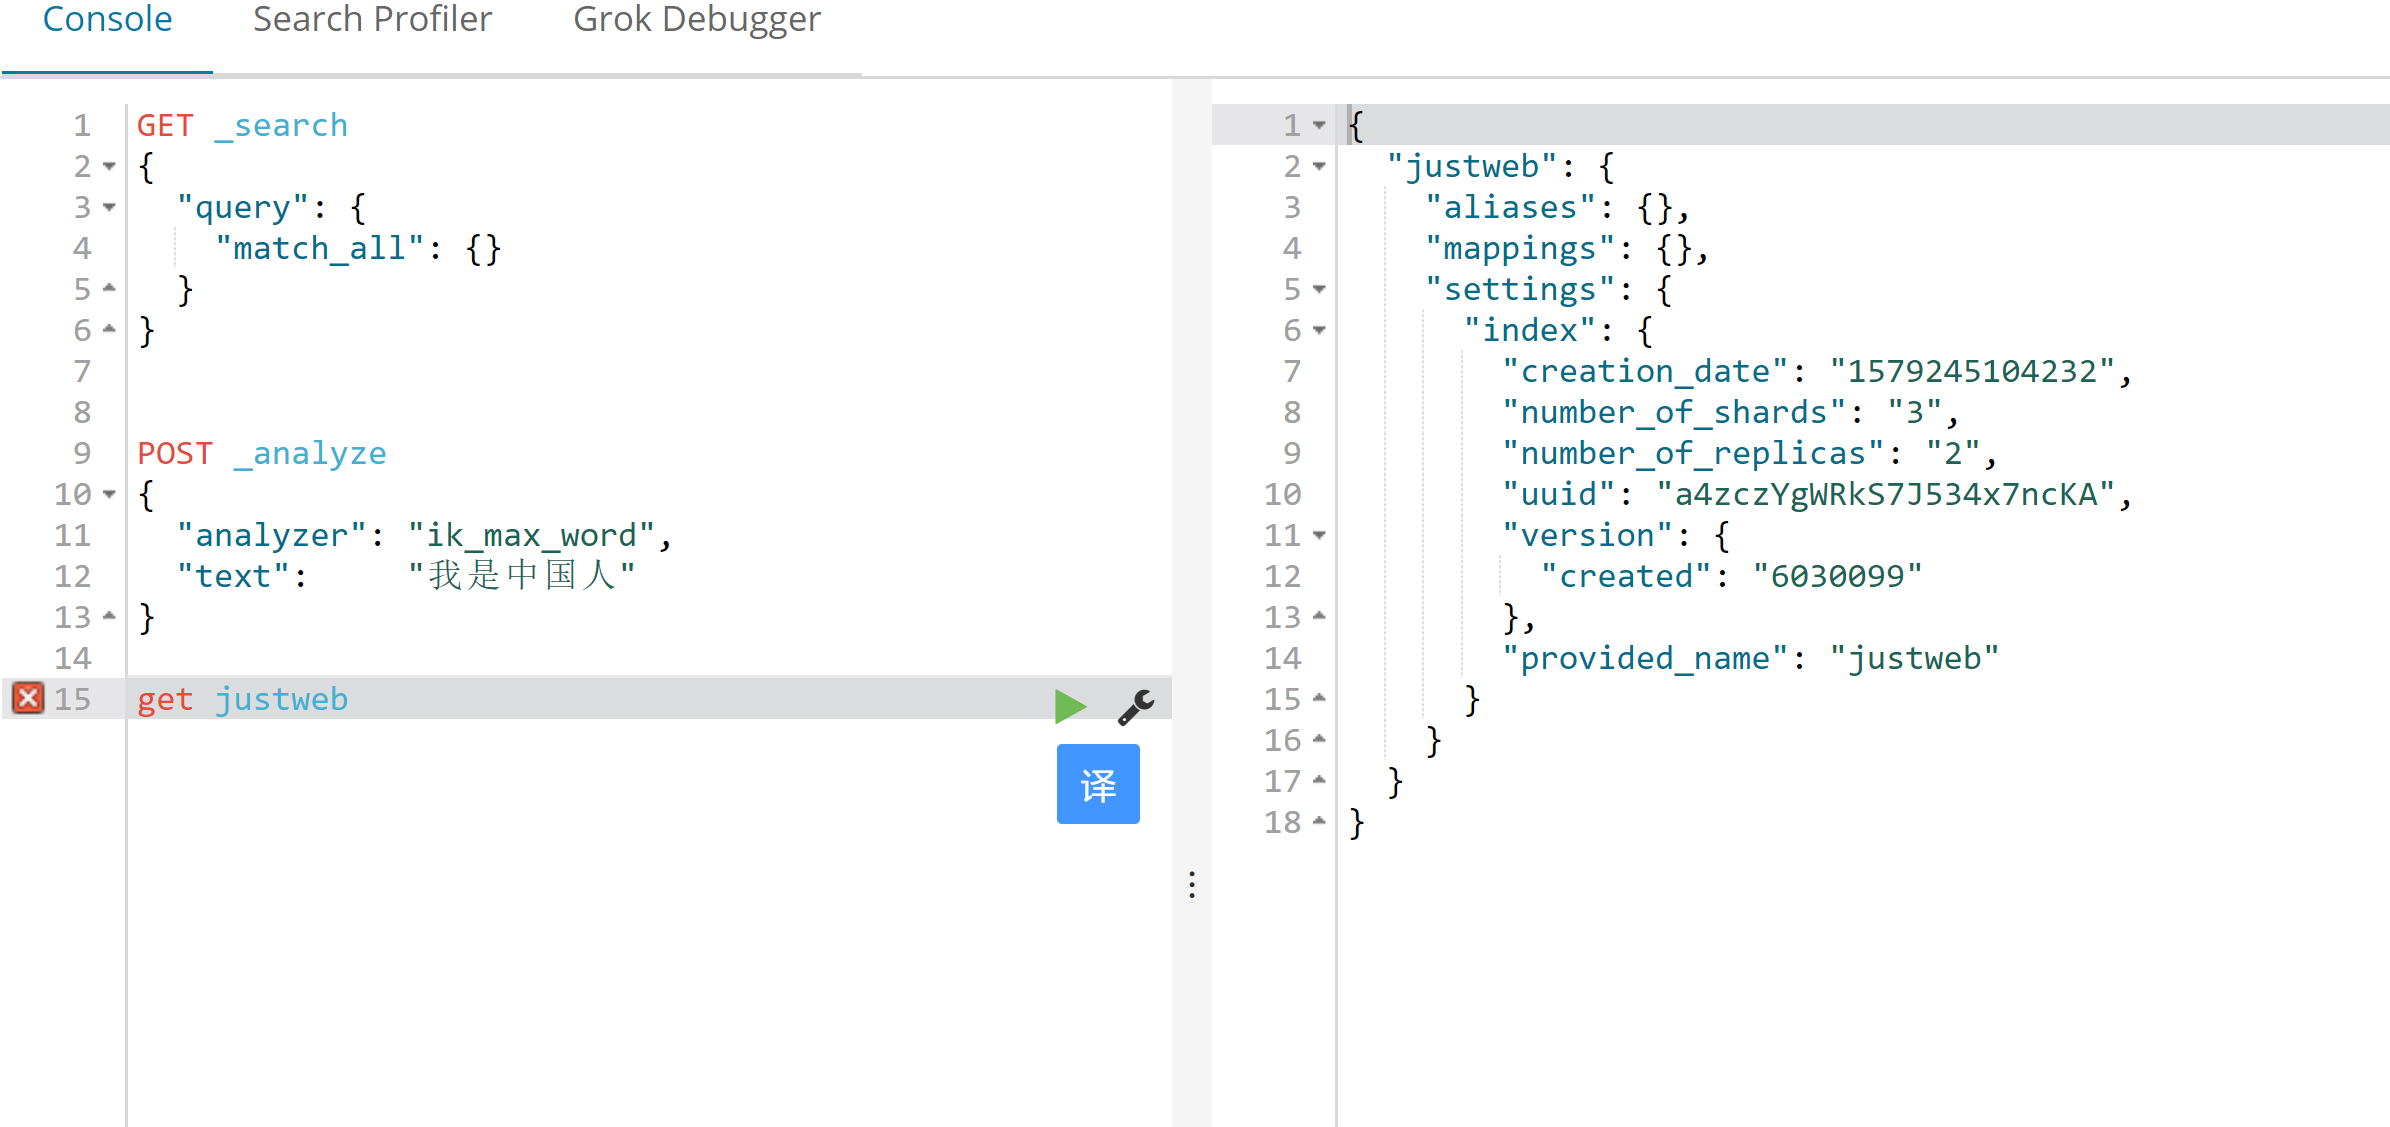 Console Search Profiler Grok Debugger
1 GET _search
2 {
3 "query": {
4 "match_all": {}
5 }
6 }
7
8
9 POST _analyze
10 {
11 "analyzer": "ik_max_word",
12 "text": "我是中国人"
13 }
14
15 get justweb
译
1 {
2 "justweb": {
3 "aliases": {},
4 "mappings": {},
5 "settings": {
6 "index": {
7 "creation_date": "1579245104232",
8 "number_of_shards": "3",
9 "number_of_replicas": "2",
10 "uuid": "a4zczYgWRkS7J534x7ncKA",
11 "version": {
12 "created": "6030099"
13 },
14 "provided_name": "justweb"
15 }
16 }
17 }
18 }